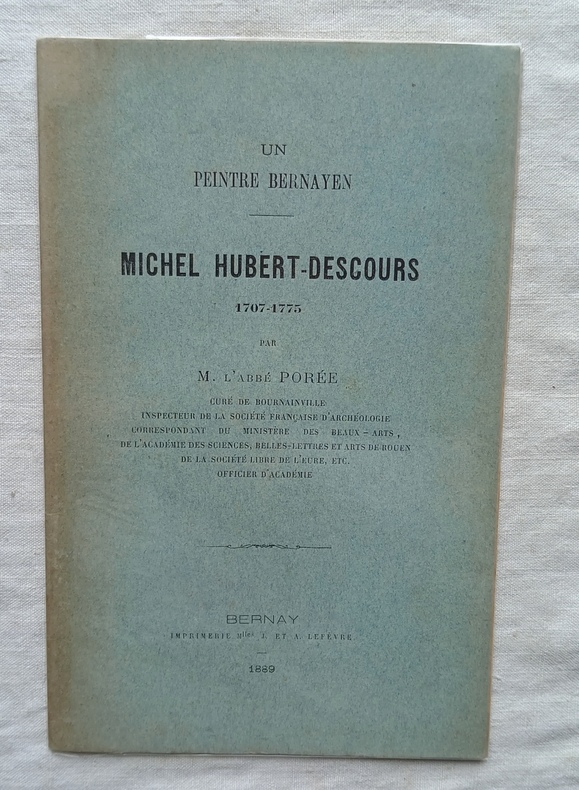 UN
PEINTRE BERNAYEN
MICHEL HUBERT-DESCOURS
1707-1775
PAR
M. L'ABBÉ PORÉE
CURÉ DE BOURNAINVILLE
INSPECTEUR DE LA SOCIÉTÉ FRANÇAISE D'ARCHÉOLOGIE
CORRESPONDANT DU MINISTÈRE DES BEAUX-ARTS,
DE L'ACADÉMIE DES SCIENCES, BELLES-LETTRES ET ARTS DE ROUEN
DE LA SOCIÉTÉ LIBRE DE L'EURE, ETC.
OFFICIER D'ACADÉMIE
BERNAY
IMPRIMERIE Mlles J. ET A. LEFÈVRE
1889